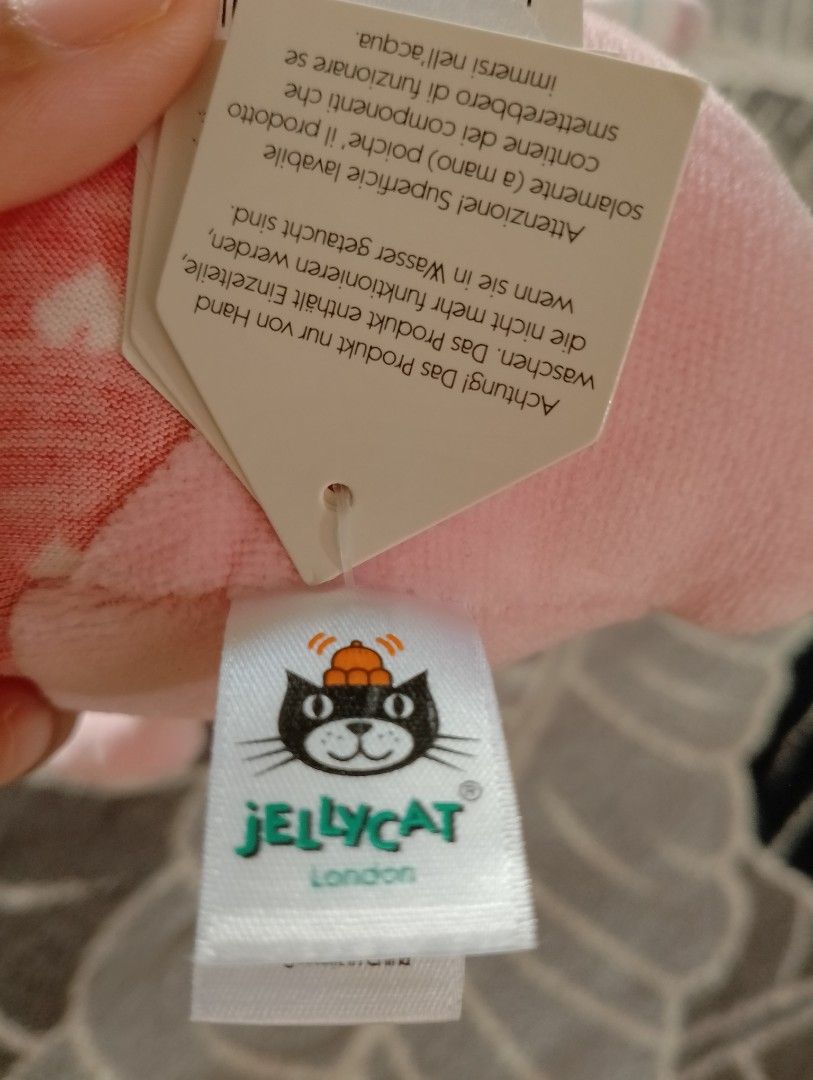 Achtung! Das Produkt nur von Hand
waschen. Das Produkt enthält Einzelteile,
die nicht mehr funktionieren werden,
wenn sie in Wasser getaucht sind.
Attenzione! Superficie lavabile
solamente (a mano) poiche' il prodotto
contiene dei componenti che
smetterebbero di funzionare se
immersi nell'acqua.
jELLYCAT®
London